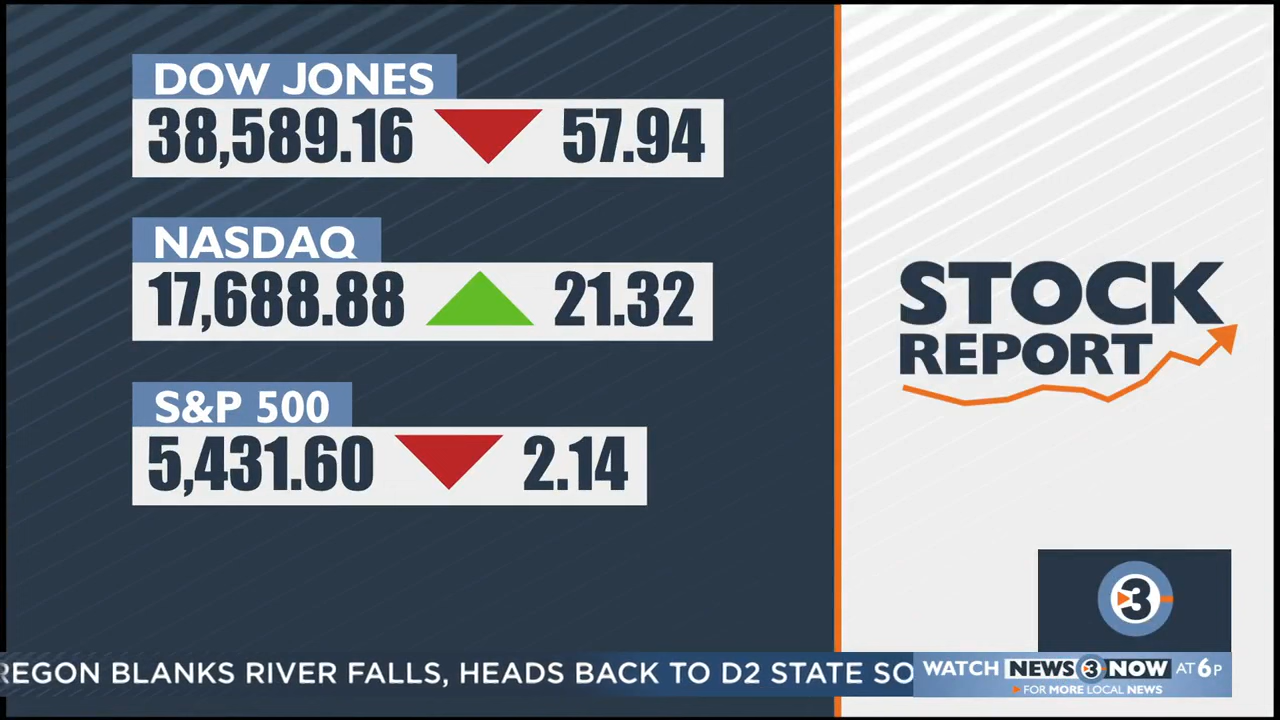 DOW JONES
38,589.16 57.94
NASDAQ
17,688.88 21.32
S&P 500
5,431.60 2.14
STOCK
REPORT
3
REGON BLANKS RIVER FALLS, HEADS BACK TO D2 STATE SO
WATCH NEWS 3 NOW AT 6P
FOR MORE LOCAL NEWS